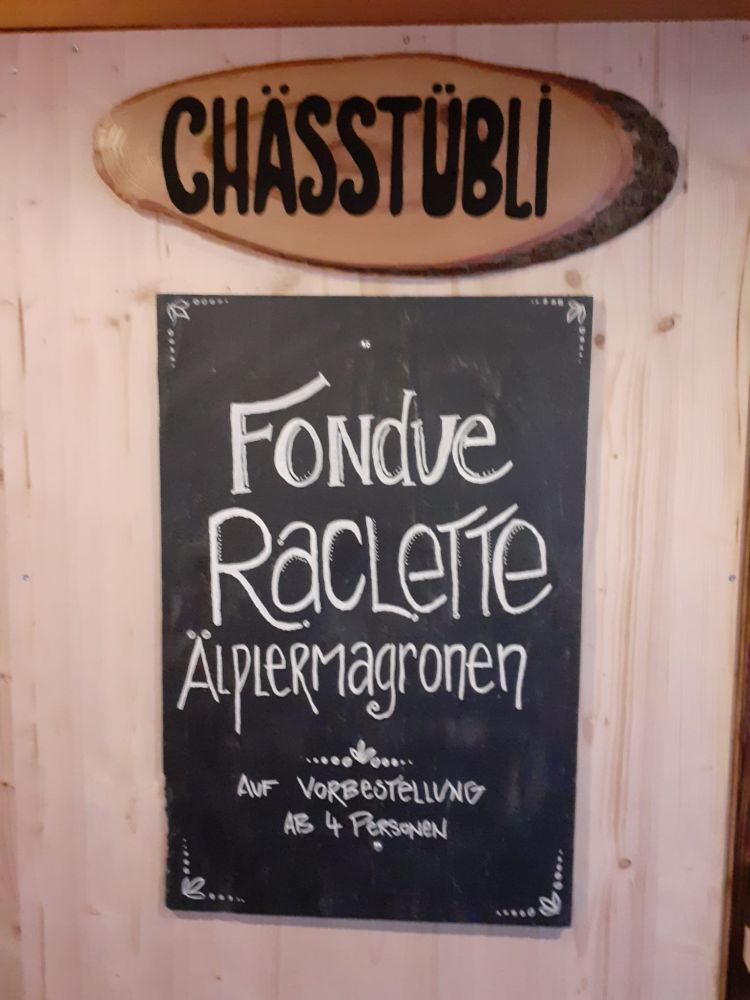 CHÄSSTÜBLI
FONDUE
RACLETTE
ÄLPLERMAGRONEN
AUF VORBESTELLUNG
AB 4 PERSONEN